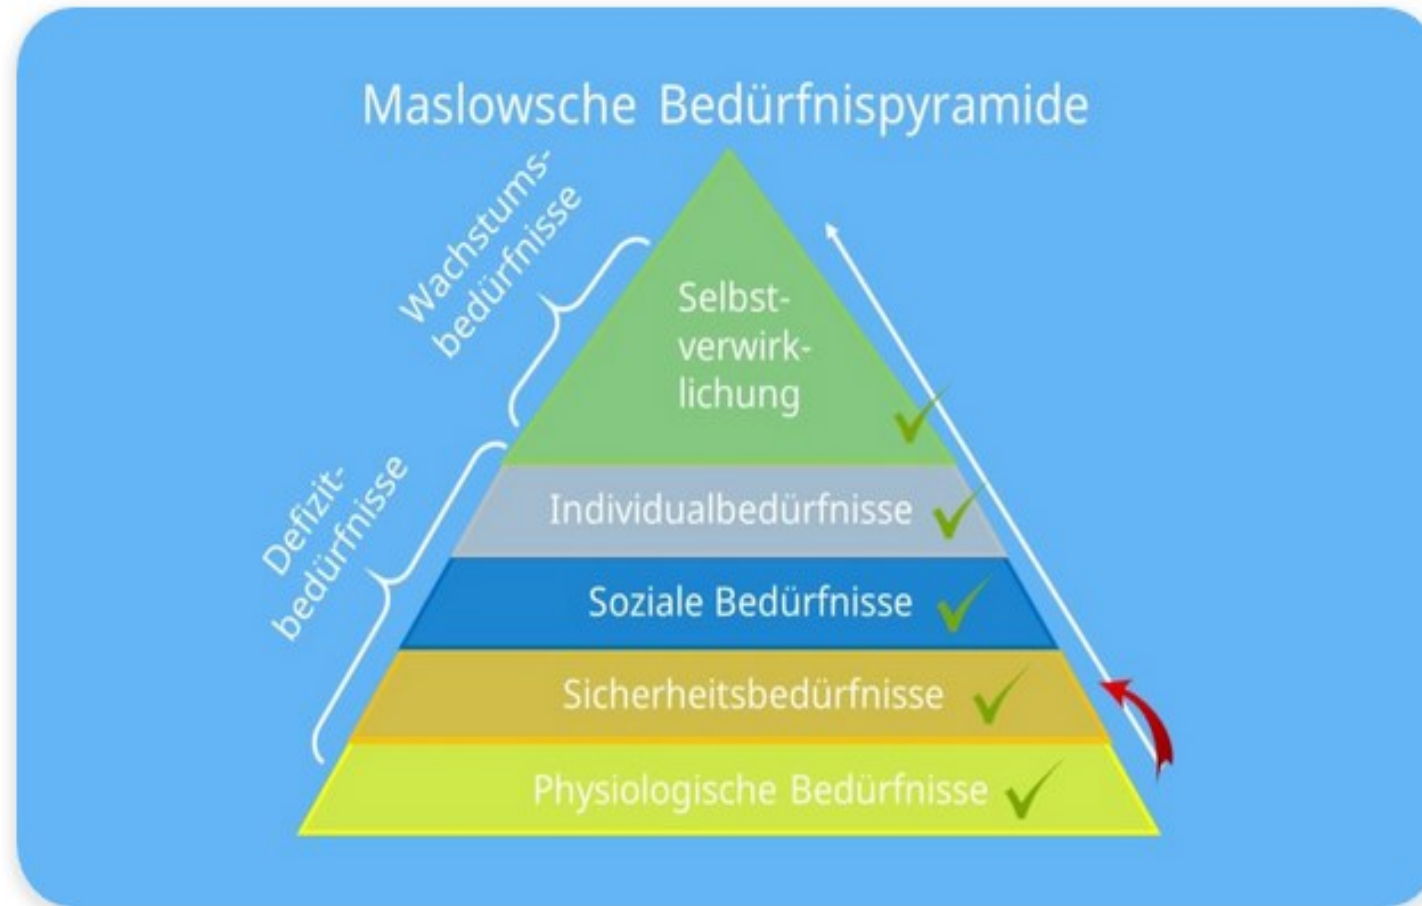 Maslowsche Bedürfnispyramide
Wachstums-
bedürfnisse
Selbst-
verwirk-
lichung
Defizit-
bedürfnisse
Individualbedürfnisse
Soziale Bedürfnisse
Sicherheitsbedürfnisse
Physiologische Bedürfnisse